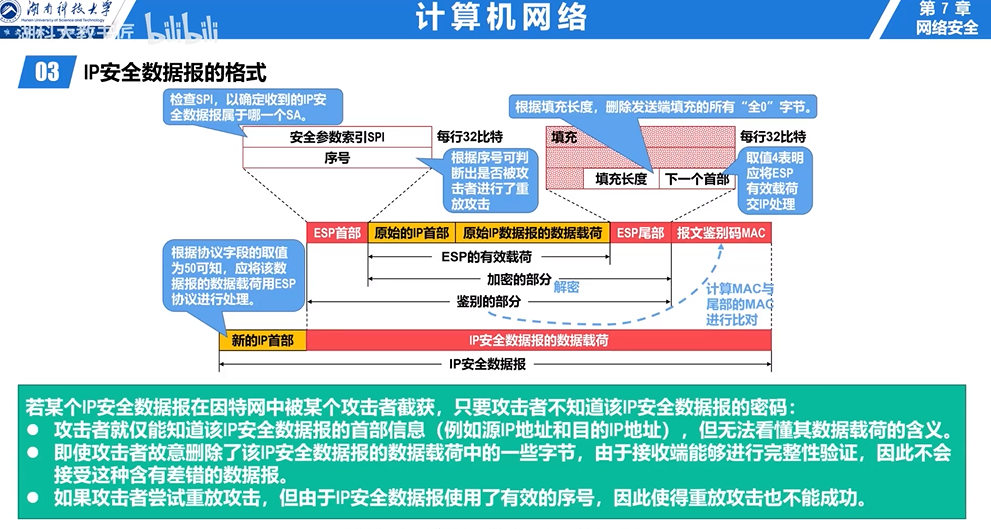 湖南科技大学
Hunan University of Science and Technology
湖科大教书匠 bilibili
计算机网络
第 7 章
网络安全
03 IP安全数据报的格式
检查SPI，以确定收到的IP安
全数据报属于哪一个SA。
根据填充长度，删除发送端填充的所有“全0”字节。
安全参数索引SPI
每行32比特
序号
根据序号可判
断出是否被攻
击者进行了重
放攻击
填充
每行32比特
填充长度
下一个首部
取值4表明
应将ESP
有效载荷
交IP处理
ESP首部
原始的IP首部
原始IP数据报的数据载荷
ESP尾部
报文鉴别码MAC
ESP的有效载荷
加密的部分
解密
鉴别的部分
计算MAC与
尾部的MAC
进行比对
根据协议字段的取值
为50可知，应将该数
据报的数据载荷用ESP
协议进行处理。
新的IP首部
IP安全数据报的数据载荷
IP安全数据报
若某个IP安全数据报在因特网中被某个攻击者截获，只要攻击者不知道该IP安全数据报的密码：
● 攻击者就仅能知道该IP安全数据报的首部信息（例如源IP地址和目的IP地址），但无法看懂其数据载荷的含义。
● 即使攻击者故意删除了该IP安全数据报的数据载荷中的一些字节，由于接收端能够进行完整性验证，因此不会
接受这种含有差错的数据报。
● 如果攻击者尝试重放攻击，但由于IP安全数据报使用了有效的序号，因此使得重放攻击也不能成功。